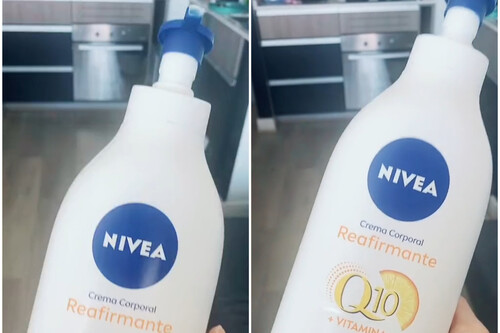 NIVEA
Crema Corporal
Reafirmante
NIVEA
Crema Corporal
Reafirmante
Q10